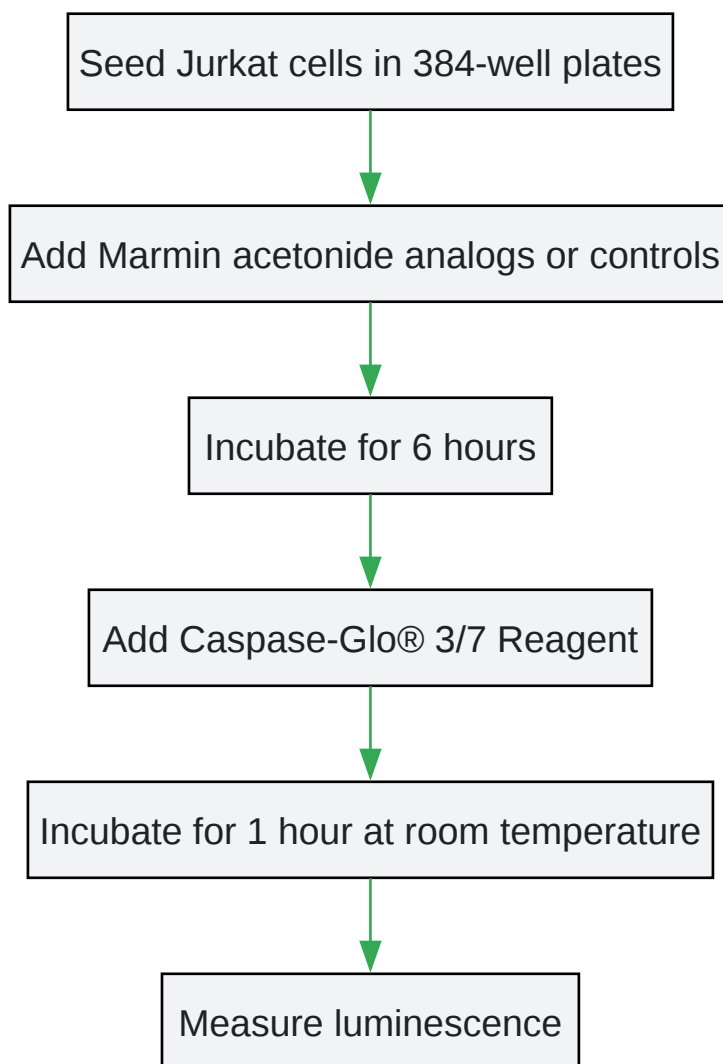 Seed Jurkat cells in 384-well plates
Add Marmin acetonide analogs or controls
Incubate for 6 hours
Add Caspase-Glo® 3/7 Reagent
Incubate for 1 hour at room temperature
Measure luminescence